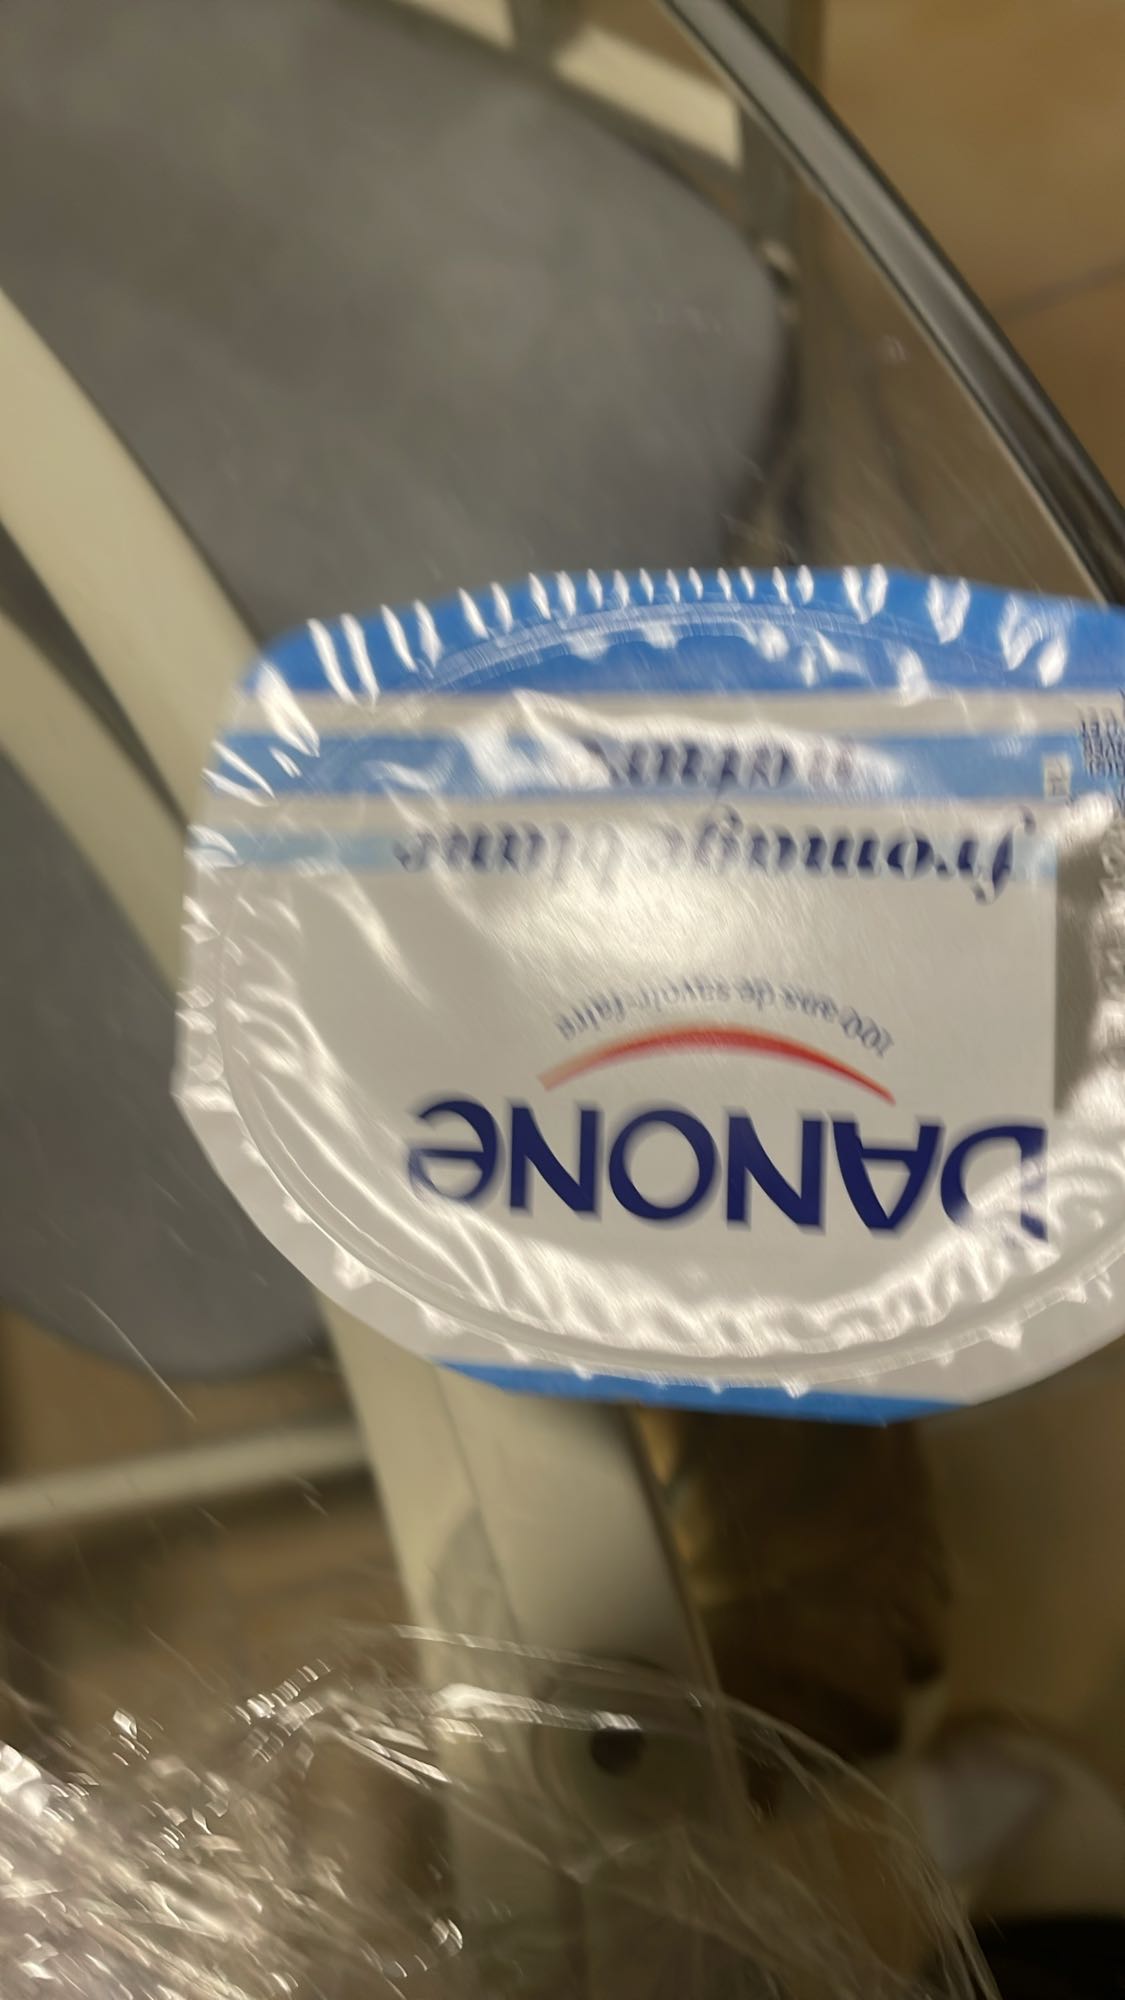 DANONE
100 ans de savoir-faire
fromage blanc
nature